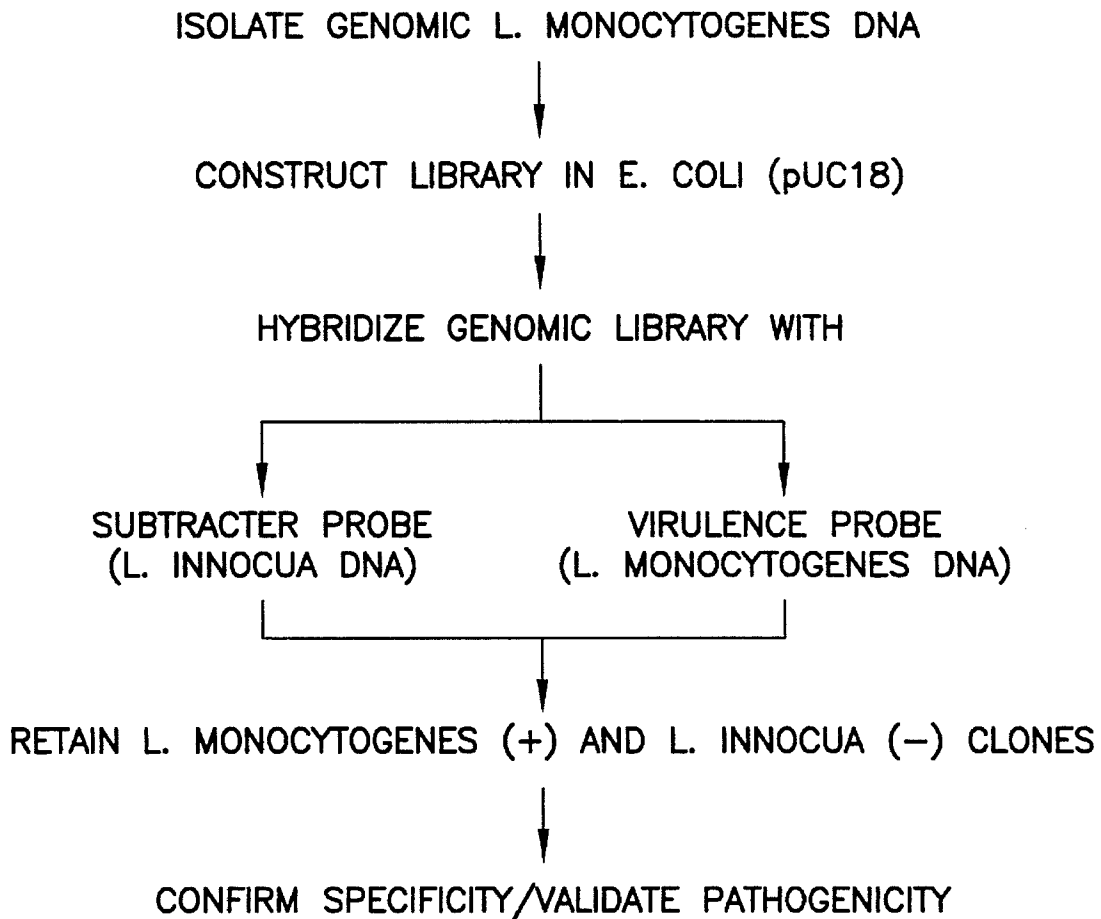 ISOLATE GENOMIC L. MONOCYTOGENES DNA
CONSTRUCT LIBRARY IN E. COLI (pUC18)
HYBRIDIZE GENOMIC LIBRARY WITH
SUBTRACTER PROBE
(L. INNOCUA DNA)
VIRULENCE PROBE
(L. MONOCYTOGENES DNA)
RETAIN L. MONOCYTOGENES (+) AND L. INNOCUA (−) CLONES
CONFIRM SPECIFICITY/VALIDATE PATHOGENICITY